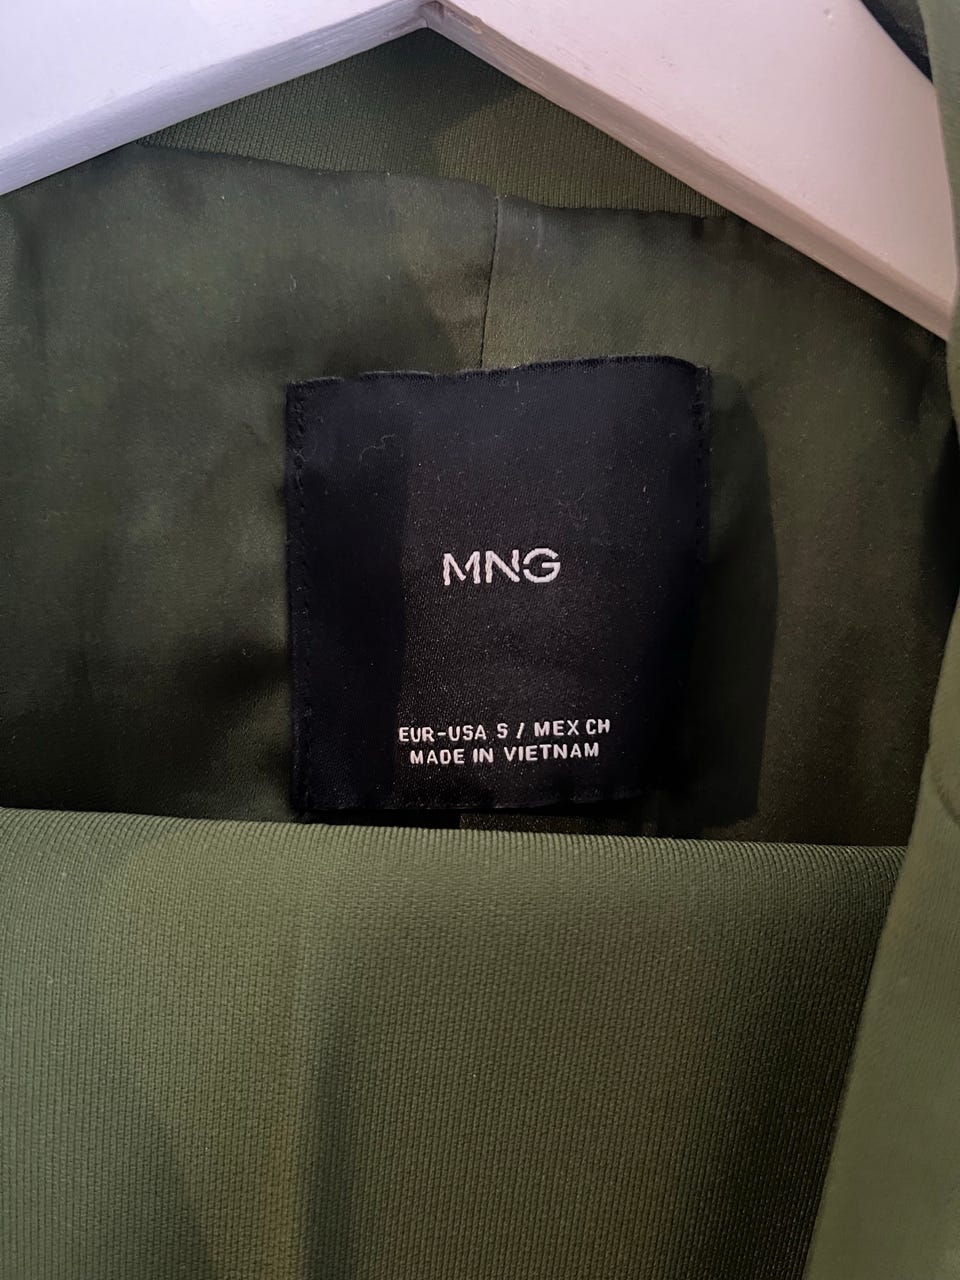 MNG
EUR-USA S / MEX CH
MADE IN VIETNAM